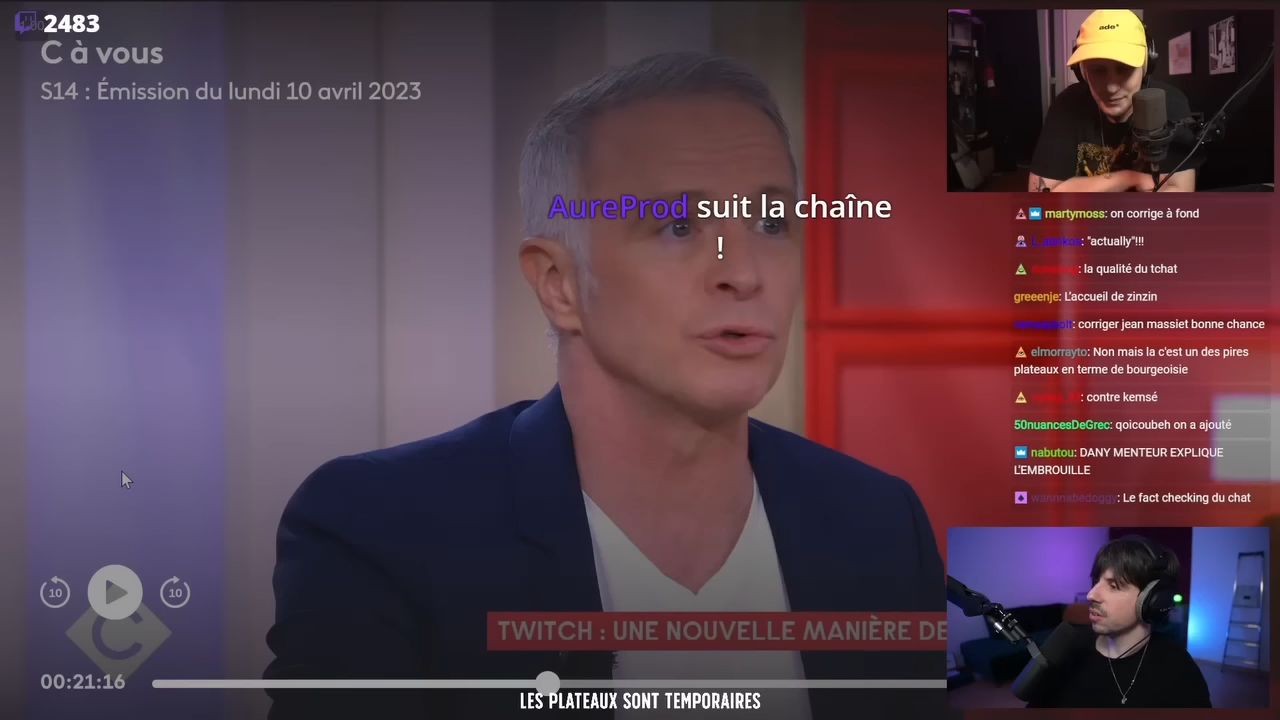 2483
C à vous
S14 : Émission du lundi 10 avril 2023
AureProd suit la chaîne
!
ado
martymoss: on corrige à fond
: "actually"!!!
: la qualité du tchat
greeenje: L'accueil de zinzin
: corriger jean massiet bonne chance
elmorrayto: Non mais la c'est un des pires
plateaux en terme de bourgeoisie
: contre kemsé
50nuancesDeGrec: qoicoubeh on a ajouté
nabutou: DANY MENTEUR EXPLIQUE
L'EMBROUILLE
wannnabedoggy: Le fact checking du chat
10
10
C
TWITCH : UNE NOUVELLE MANIÈRE DE
00:21:16
LES PLATEAUX SONT TEMPORAIRES